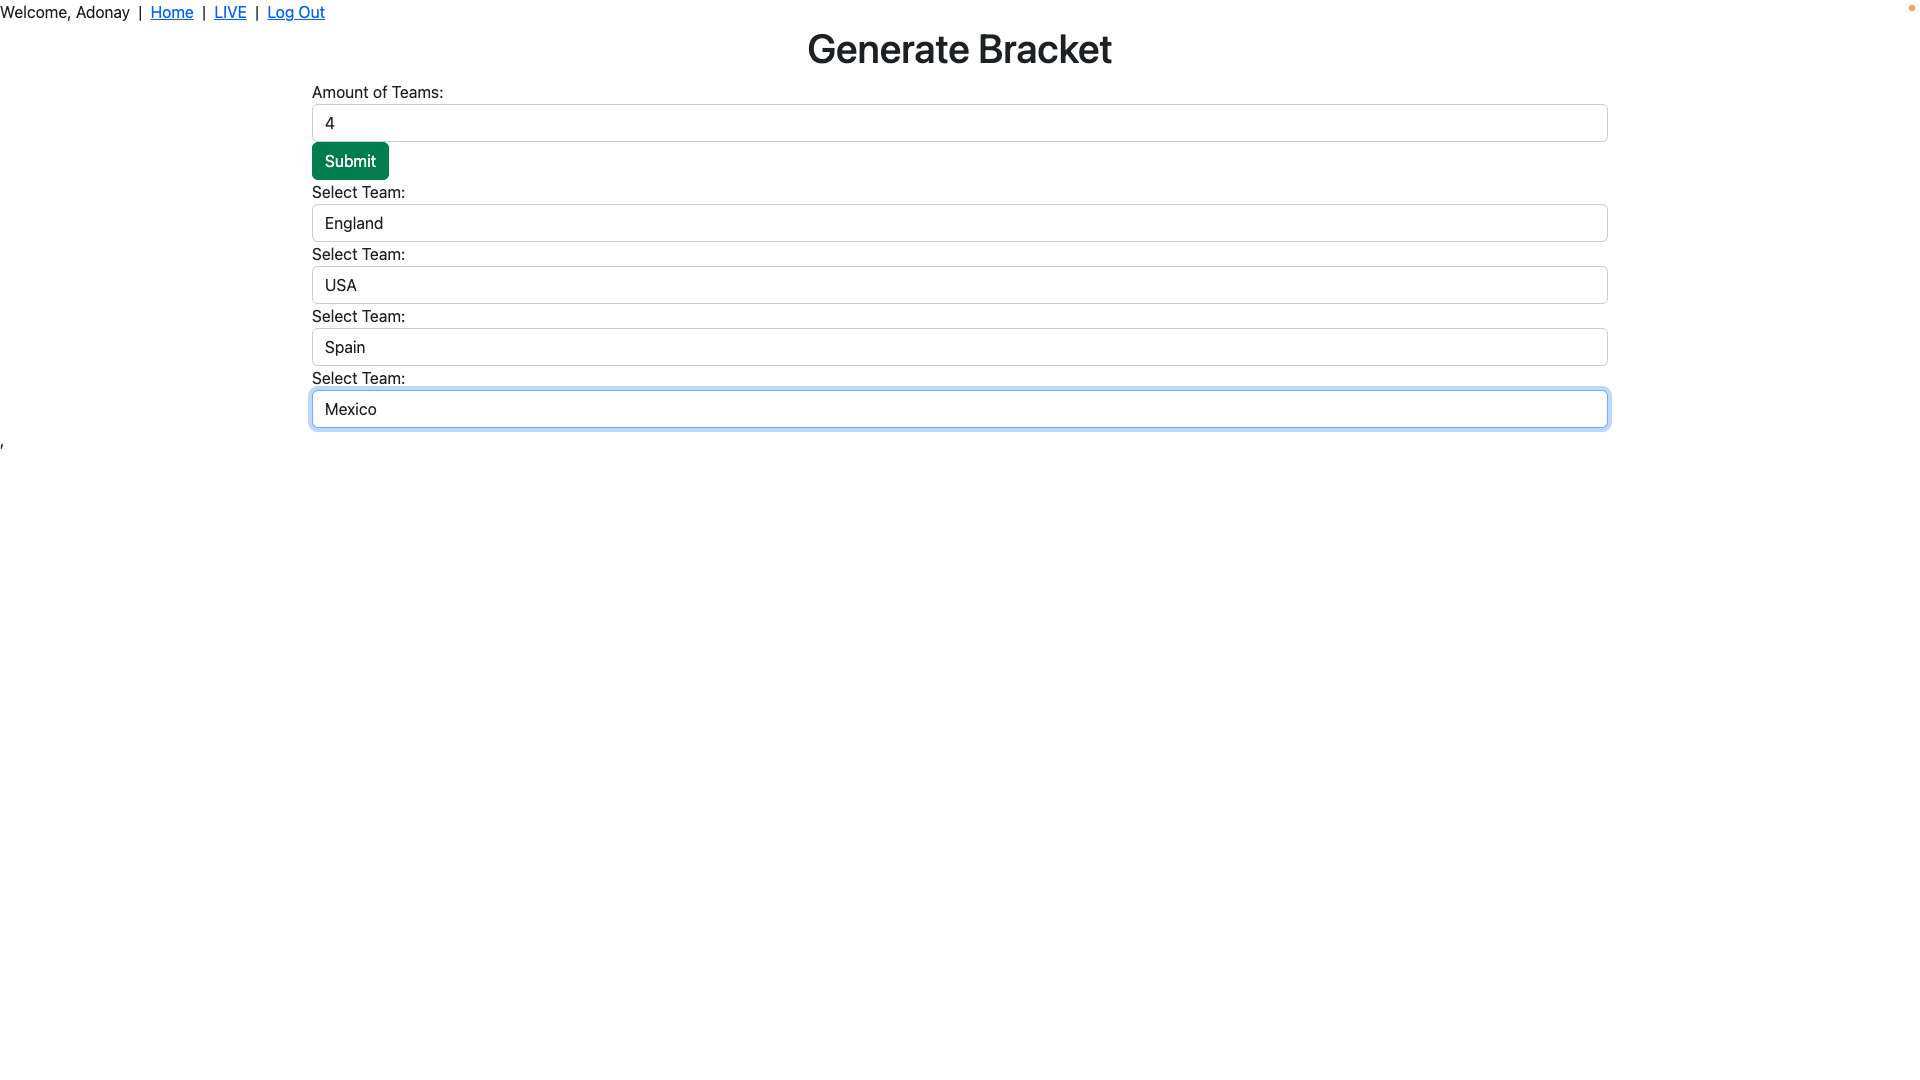 Welcome, Adonay | Home | LIVE | Log Out
Generate Bracket
Amount of Teams:
4
Submit
Select Team:
England
Select Team:
USA
Select Team:
Spain
Select Team:
Mexico
,